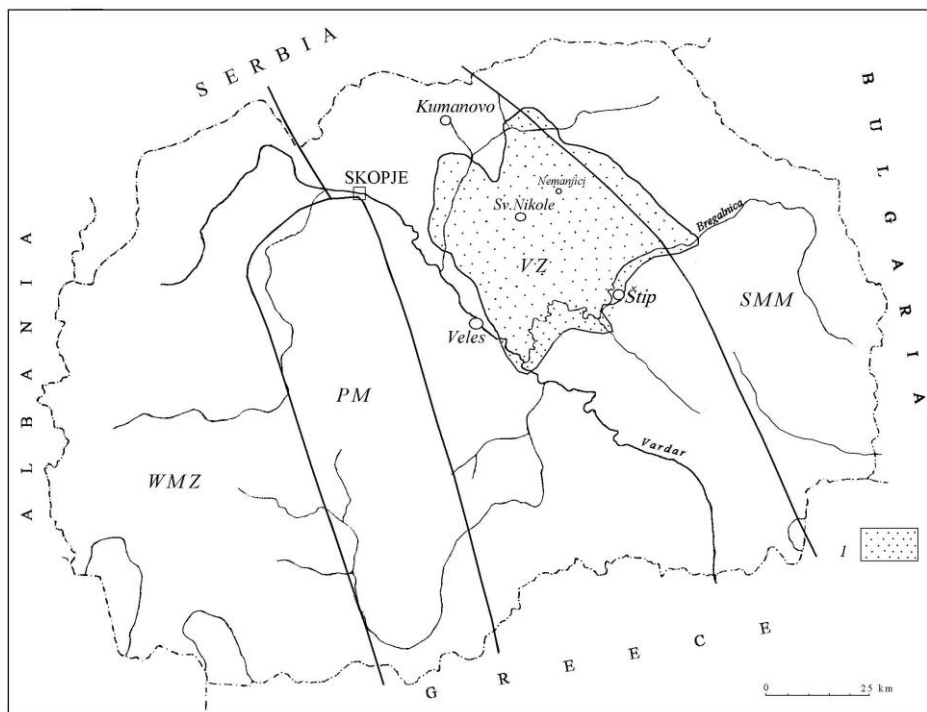 SERBIA
Kumanovo
BULGARIA
SKOPJE
Nemanjici
Sv.Nikole
Bregalnica
ALBANIA
VZ
Štip
SMM
Veles
PM
Vardar
WMZ
1
GREECE
0 25 km